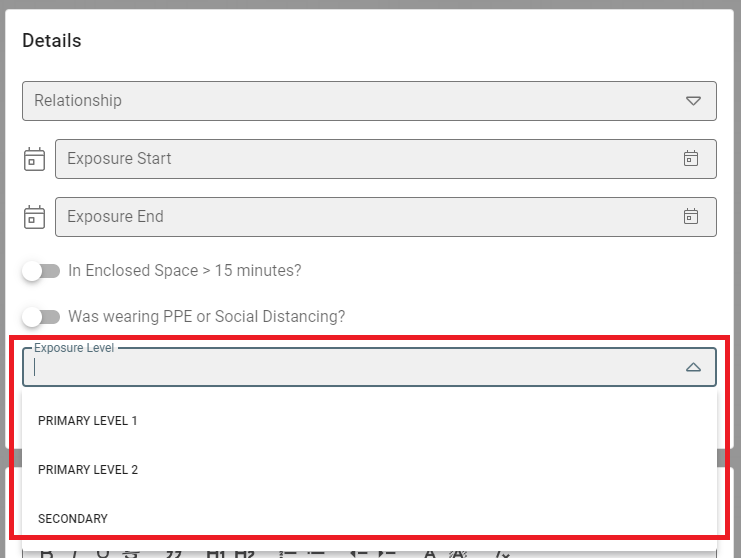 Details
Relationship
Exposure Start
Exposure End
In Enclosed Space > 15 minutes?
Was wearing PPE or Social Distancing?
Exposure Level
PRIMARY LEVEL 1
PRIMARY LEVEL 2
SECONDARY